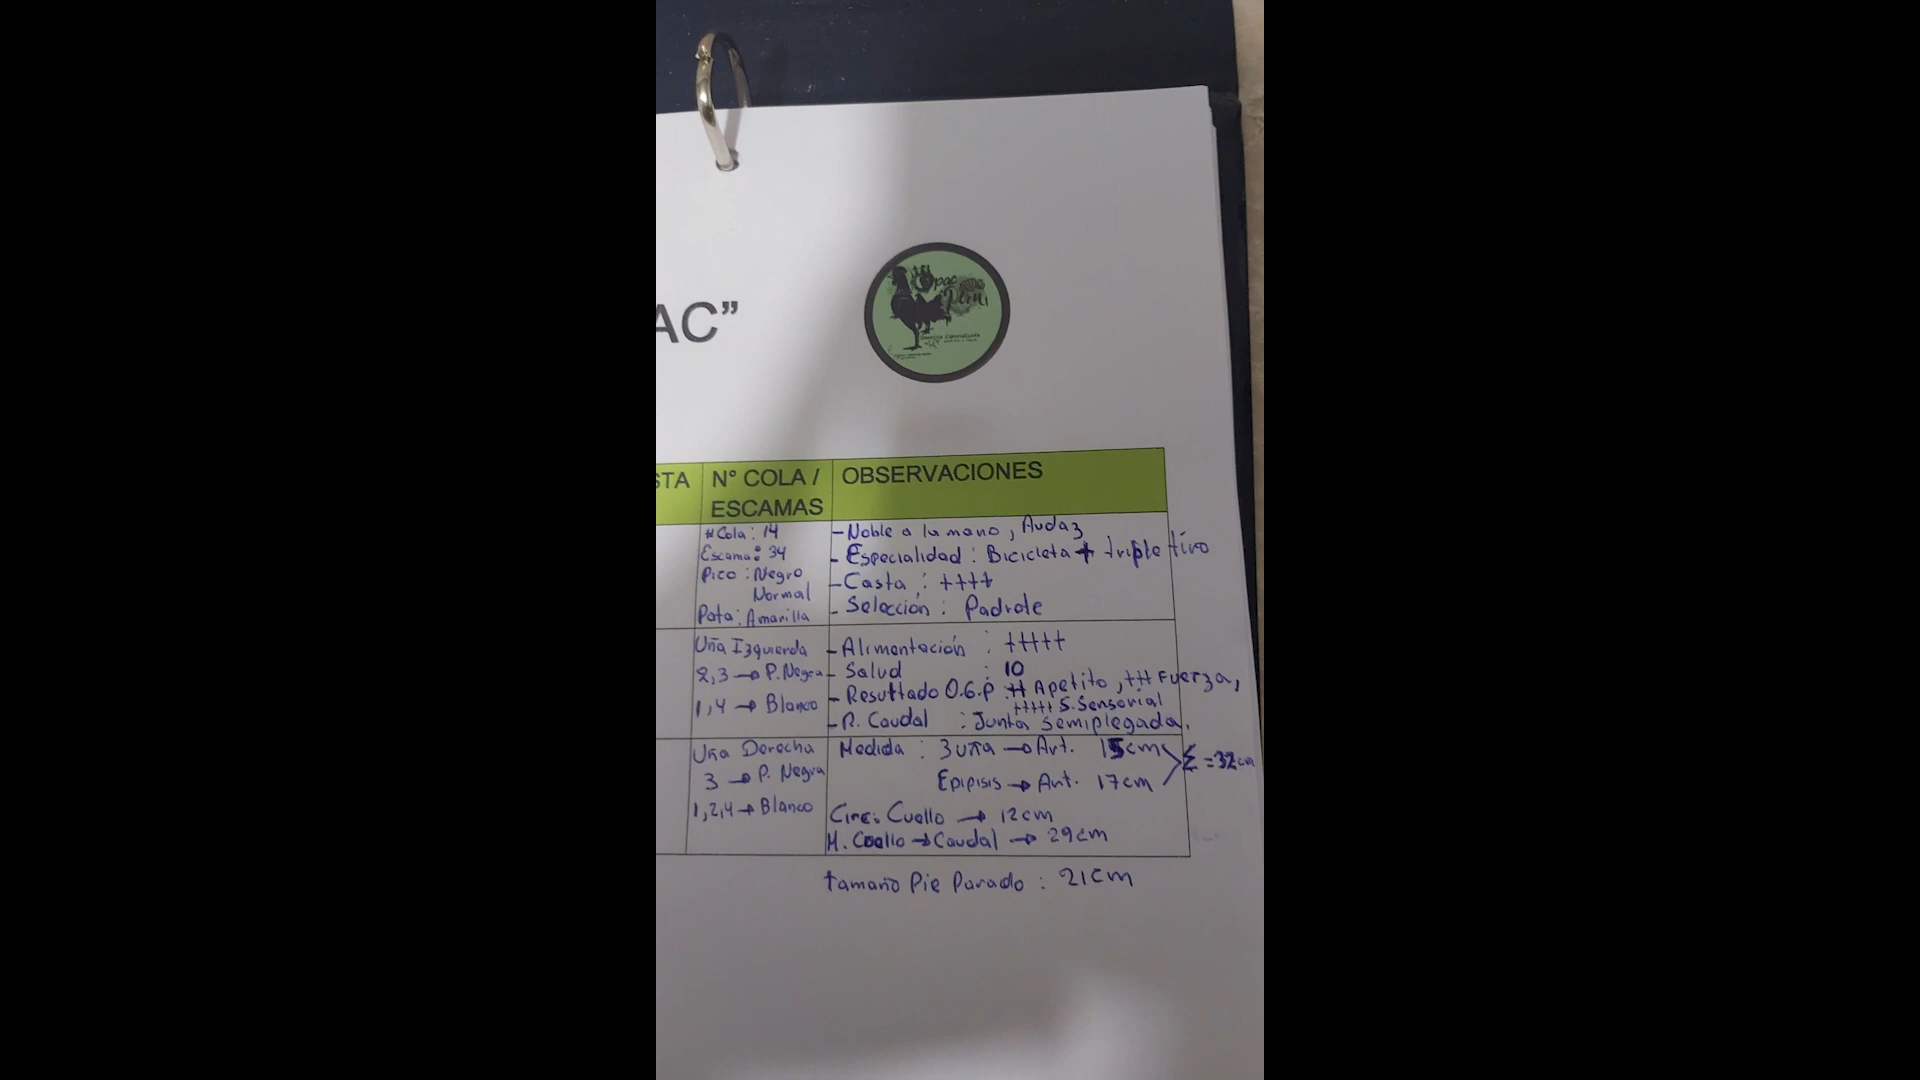 AC”
Opac
Perú
STA
N° COLA /
ESCAMAS
OBSERVACIONES
# Cola: 14
Escama: 34
Pico: Negro
Normal
Pata: Amarilla
- Noble a la mano, Audaz
- Especialidad: Bicicleta + triple tiro
- Casta: ++++
- Selección: Padrote
Uña Izquierda
2,3 → P. Negra
1,4 → Blanco
- Alimentación: +++++
- Salud: 10
- Resultado O.G.P: ++ Apetito, +++ Fuerza,
+++++ S. Sensorial
- R. Caudal: Junta semiplegada.
Uña Derecha
3 → P. Negra
1,2,4 → Blanco
Medida: 3 uña → Art. 15cm
Epipisis → Art. 17cm
Σ = 32cm
Circ. Cuello → 12cm
M. Cuello → Caudal → 29cm
tamaño Pie Parado: 21cm